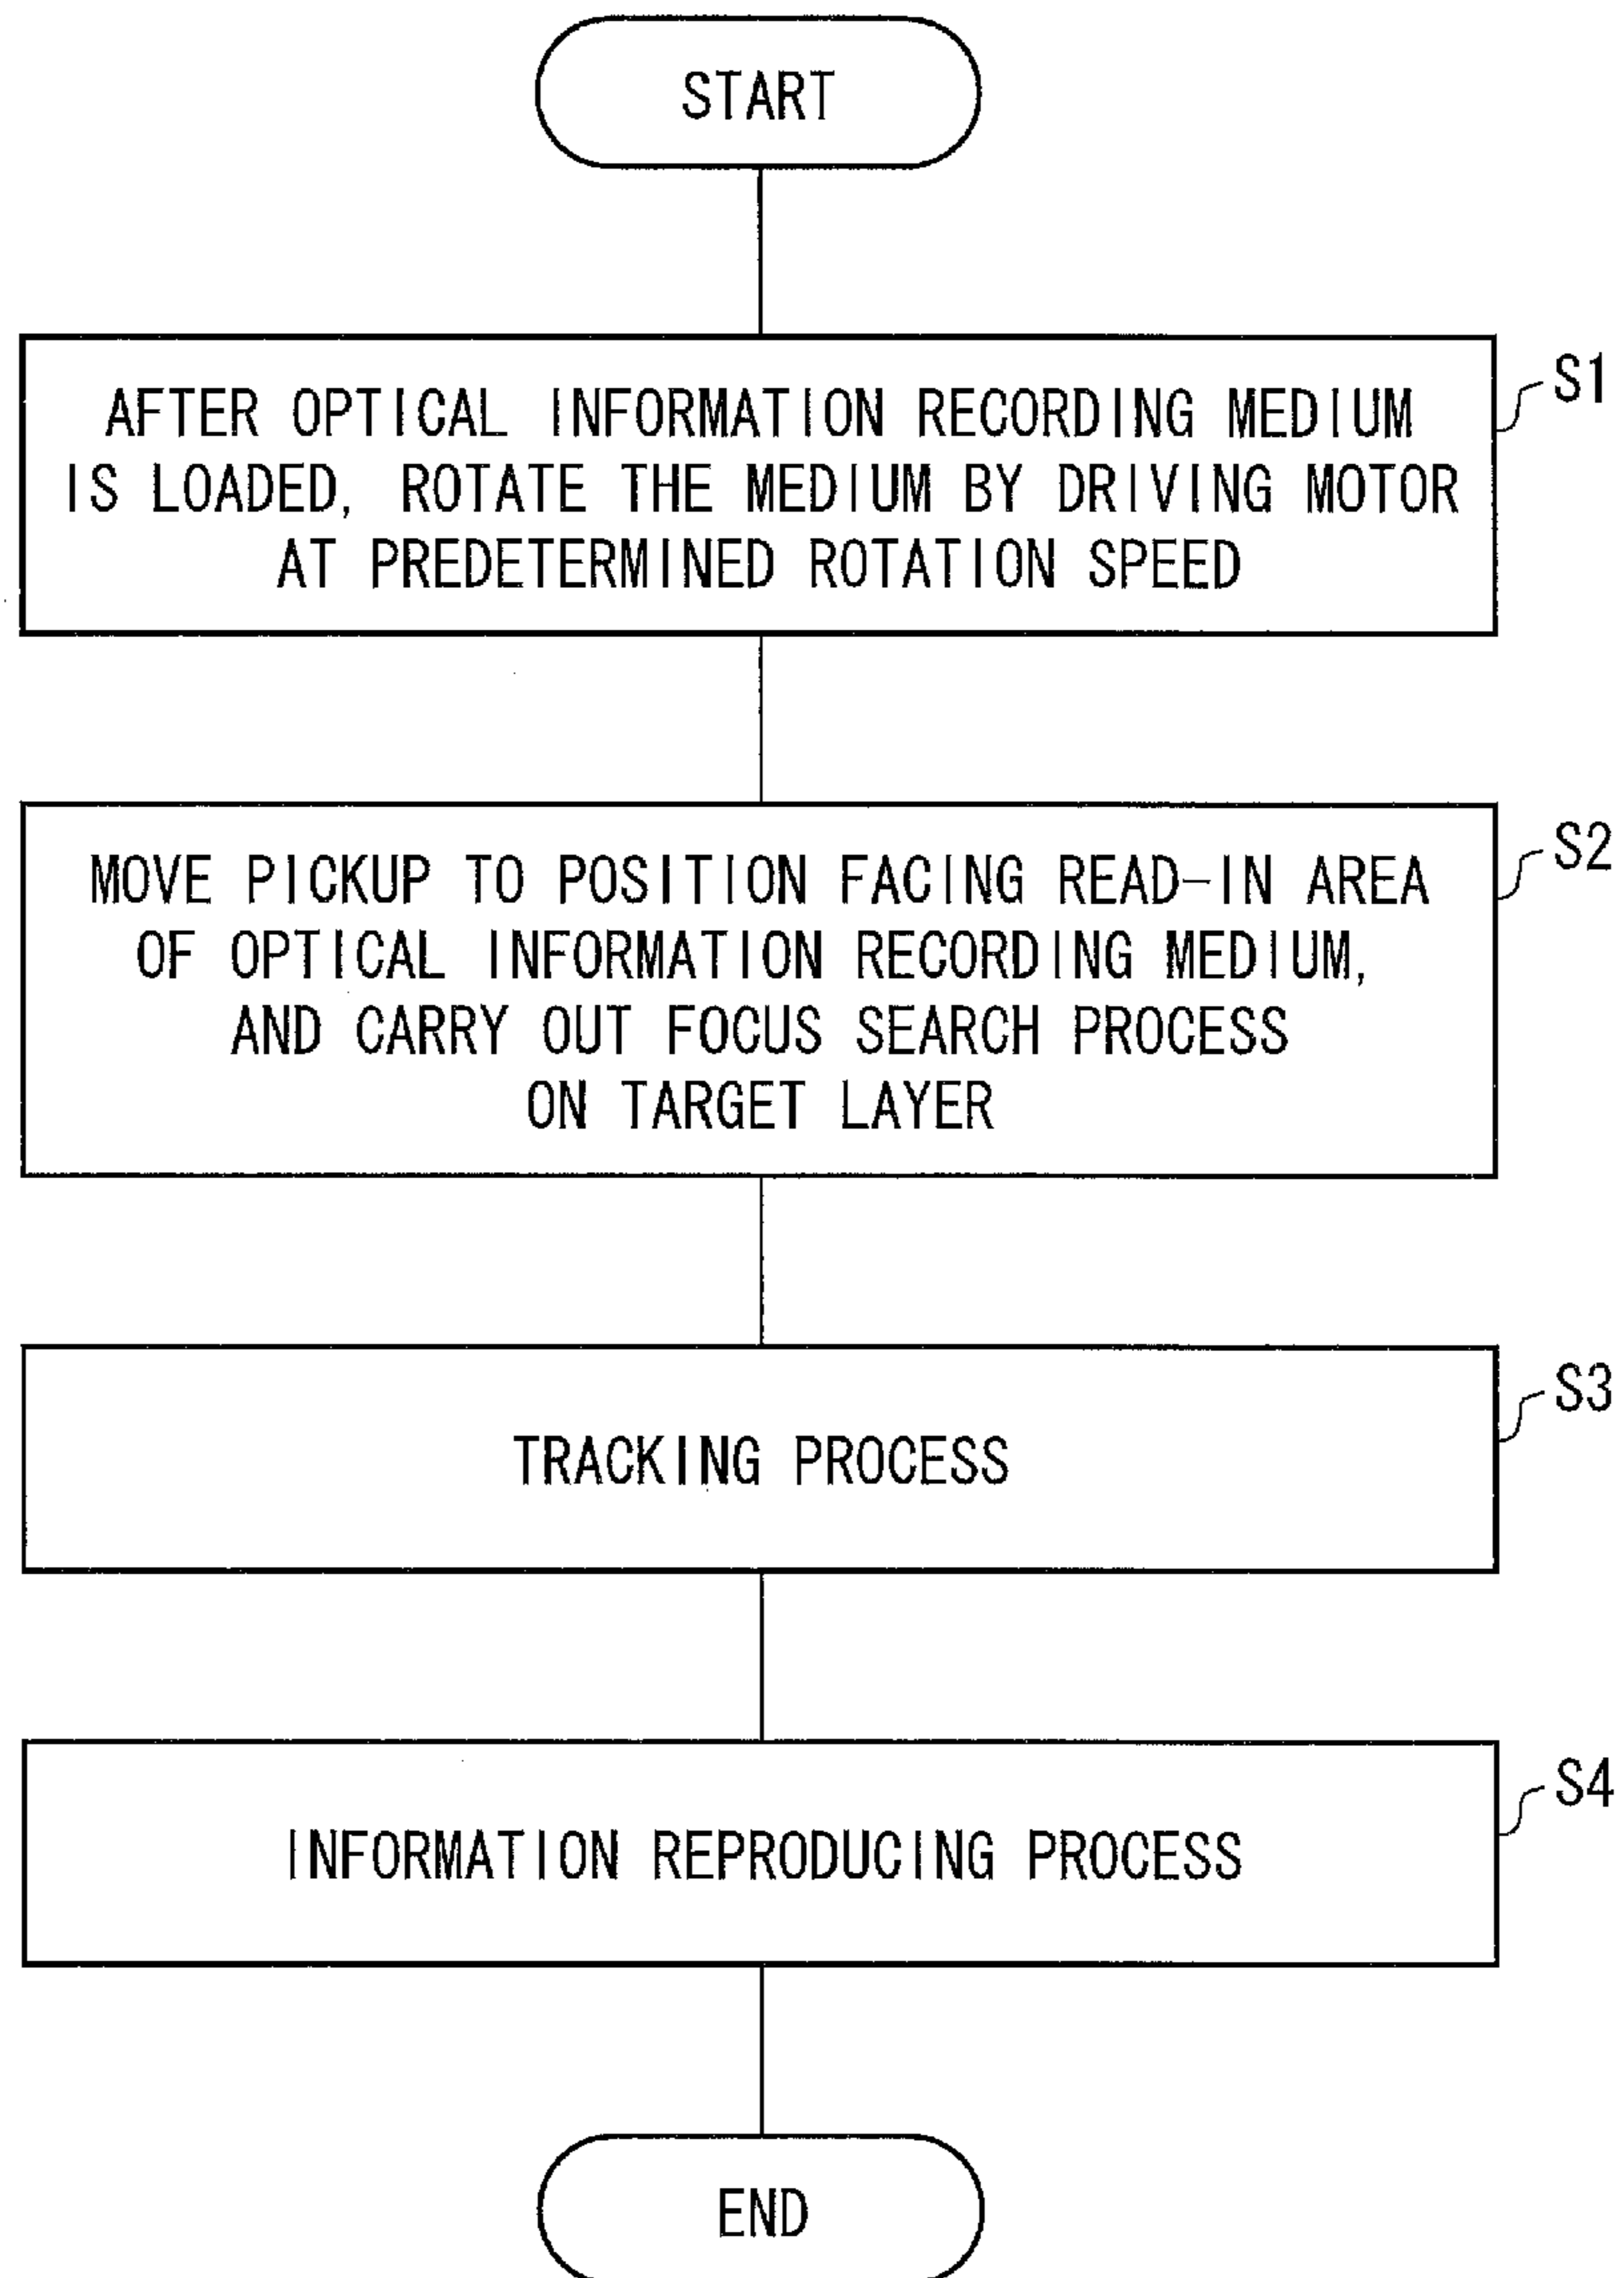 START
S1
AFTER OPTICAL INFORMATION RECORDING MEDIUM
IS LOADED, ROTATE THE MEDIUM BY DRIVING MOTOR
AT PREDETERMINED ROTATION SPEED
S2
MOVE PICKUP TO POSITION FACING READ-IN AREA
OF OPTICAL INFORMATION RECORDING MEDIUM,
AND CARRY OUT FOCUS SEARCH PROCESS
ON TARGET LAYER
S3
TRACKING PROCESS
S4
INFORMATION REPRODUCING PROCESS
END